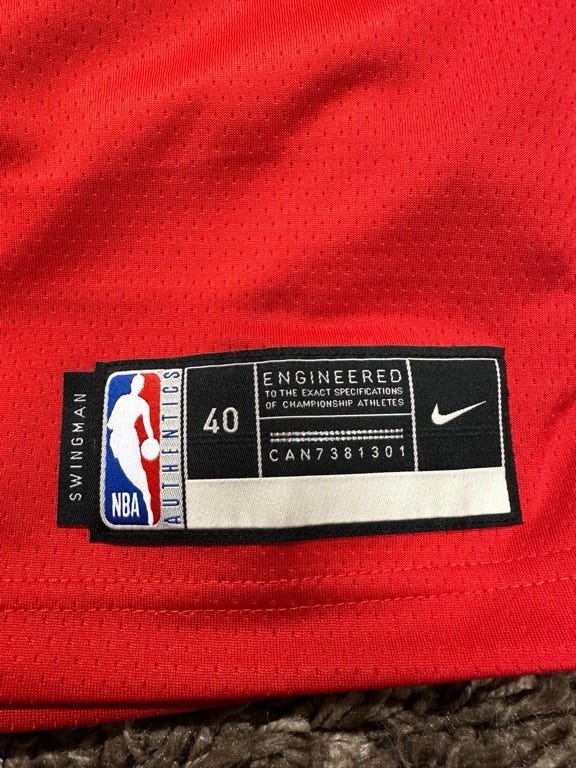 SWINGMAN
NBA
AUTHENTICS
40
ENGINEERED
TO THE EXACT SPECIFICATIONS
OF CHAMPIONSHIP ATHLETES
CAN7381301